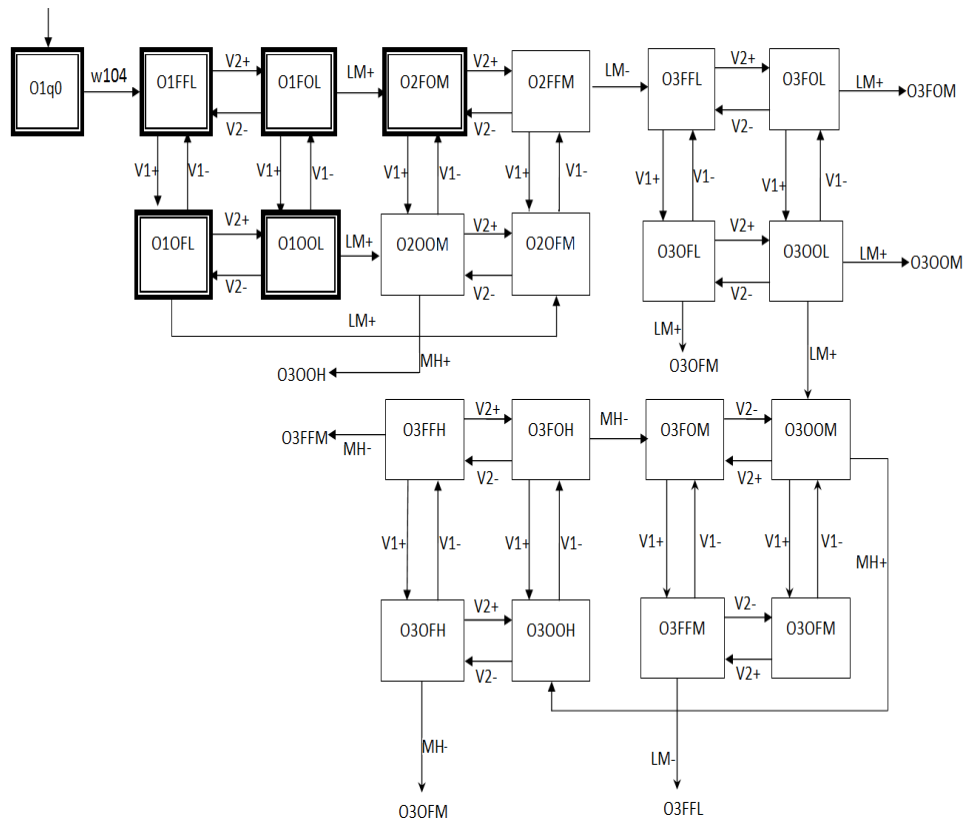 w104
V2+
LM+
V2+
LM-
V2+
LM+
O1q0
O1FFL
O1FOL
O2FOM
O2FFM
O3FFL
O3FOL
O3FOM
V2-
V2-
V2-
V1+
V1-
V1+
V1-
V1+
V1-
V1+
V1-
V1+
V1-
V1+
V1-
O1OFL
V2+
O1OOL
LM+
O2OOM
V2+
O2OFM
O3OFL
V2+
O3OOL
LM+
O3OOM
V2-
V2-
V2-
LM+
MH+
LM+
LM+
O3OOH
O3OFM
O3FFM
MH-
O3FFH
V2+
O3FOH
MH-
O3FOM
V2-
O3OOM
V2-
V2+
V1+
V1-
V1+
V1-
V1+
V1-
V1+
V1-
MH+
O3OFH
V2+
O3OOH
O3FFM
V2-
O3OFM
V2-
V2+
MH-
LM-
O3OFM
O3FFL